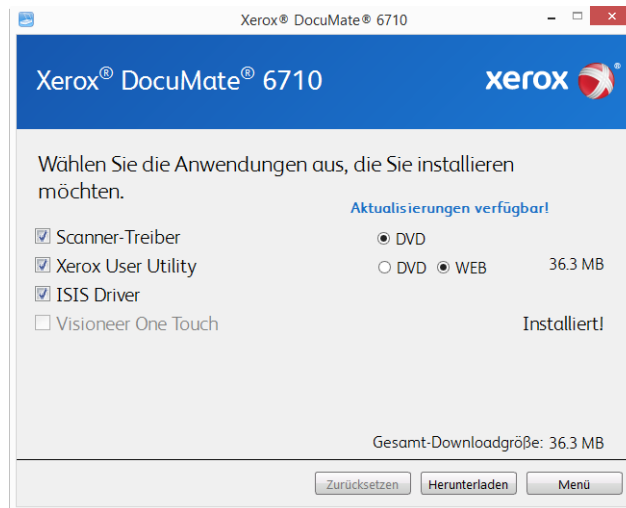 Xerox® DocuMate® 6710
Xerox® DocuMate® 6710
xerox ®
Wählen Sie die Anwendungen aus, die Sie installieren
möchten.
Aktualisierungen verfügbar!
Scanner-Treiber DVD
Xerox User Utility DVD WEB 36.3 MB
ISIS Driver
Visioneer One Touch Installiert!
Gesamt-Downloadgröße: 36.3 MB
Zurücksetzen Herunterladen Menü